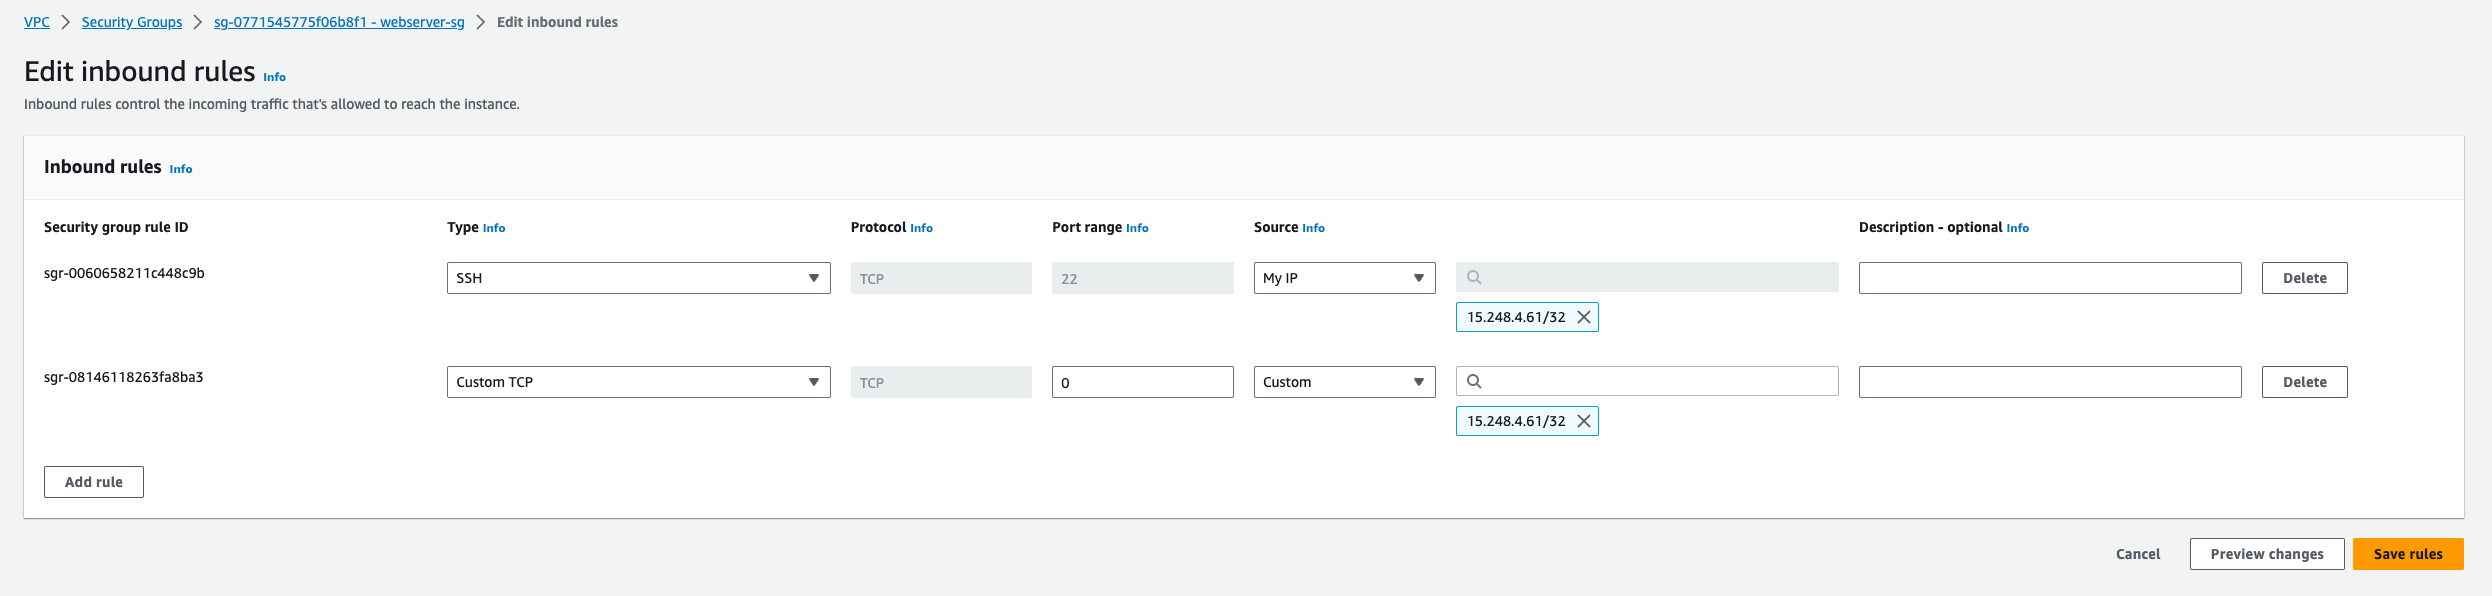 VPC > Security Groups > sg-0771545775f06b8f1 - webserver-sg > Edit inbound rules
Edit inbound rules Info
Inbound rules control the incoming traffic that's allowed to reach the instance.
Inbound rules Info
Security group rule ID Type Info Protocol Info Port range Info Source Info Description - optional Info
sgr-0060658211c448c9b SSH TCP 22 My IP Delete
15.248.4.61/32
sgr-08146118263fa8ba3 Custom TCP TCP 0 Custom Delete
15.248.4.61/32
Add rule
Cancel Preview changes Save rules